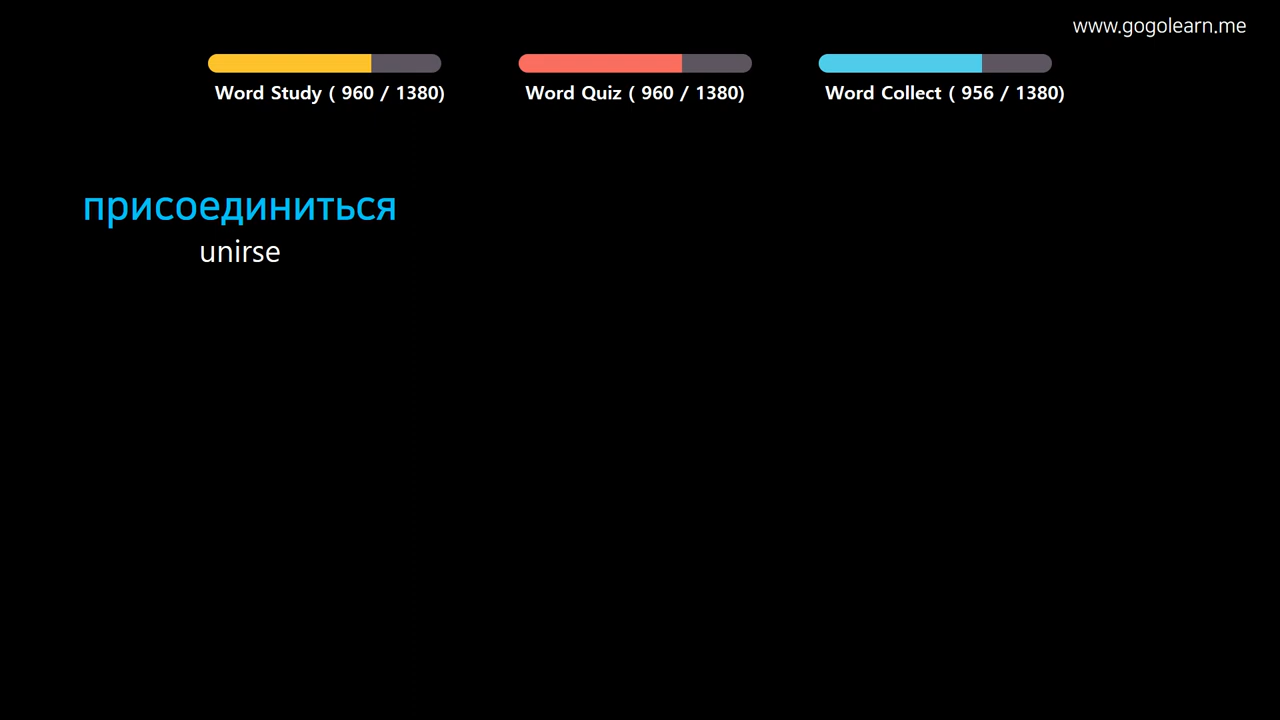 www.gogolearn.me
Word Study ( 960 / 1380)
Word Quiz ( 960 / 1380)
Word Collect ( 956 / 1380)
присоединиться
unirse